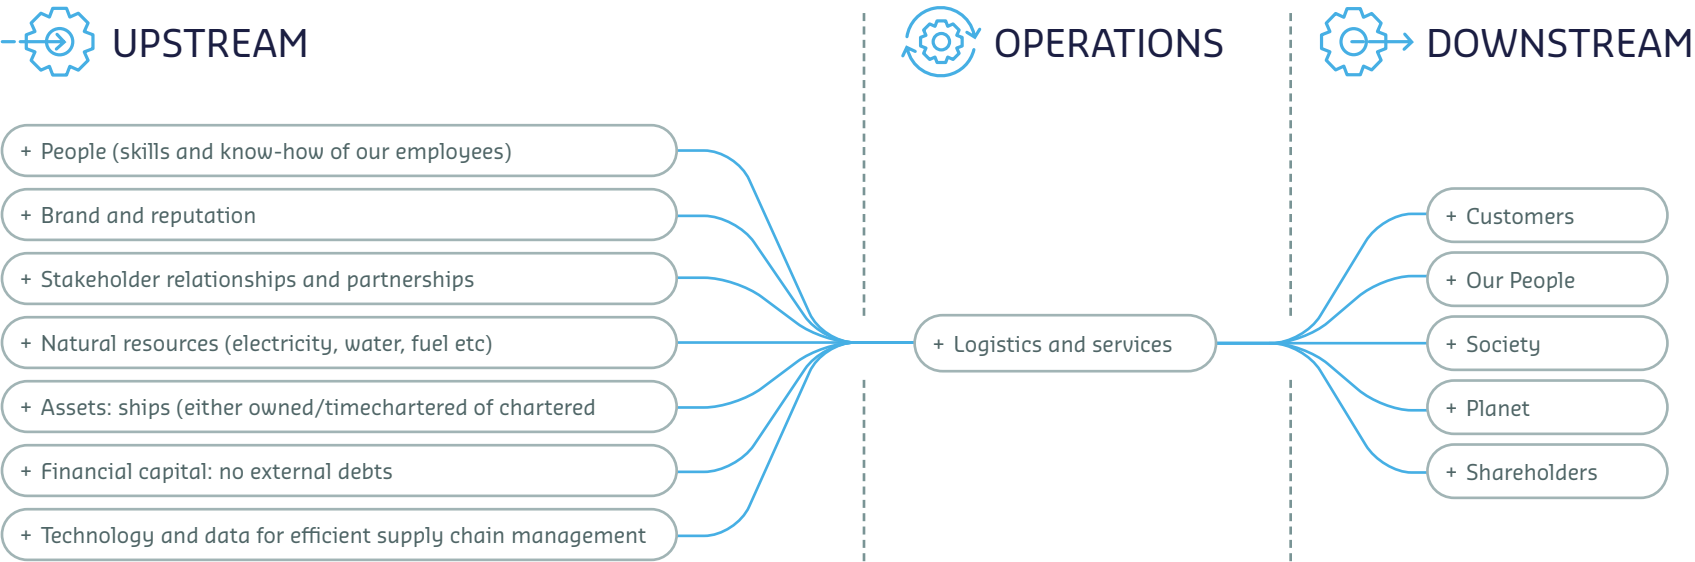 UPSTREAM
OPERATIONS
DOWNSTREAM
+ People (skills and know-how of our employees)
+ Brand and reputation
+ Stakeholder relationships and partnerships
+ Natural resources (electricity, water, fuel etc)
+ Assets: ships (either owned/timechartered of chartered
+ Financial capital: no external debts
+ Technology and data for efficient supply chain management
+ Logistics and services
+ Customers
+ Our People
+ Society
+ Planet
+ Shareholders